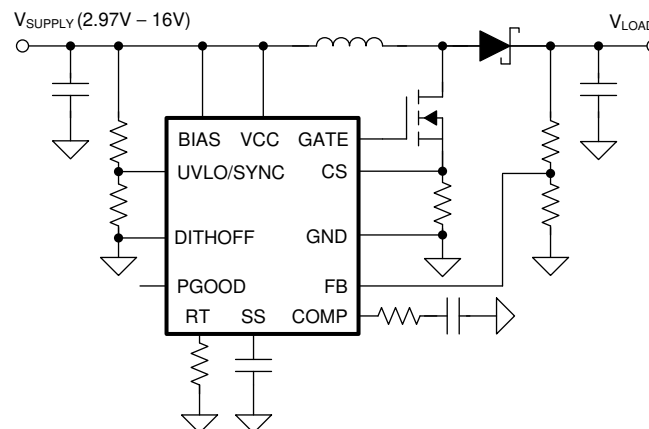 VSUPPLY (2.97V – 16V)
VLOAD
BIAS VCC GATE
UVLO/SYNC CS
DITHOFF GND
PGOOD FB
RT SS COMP